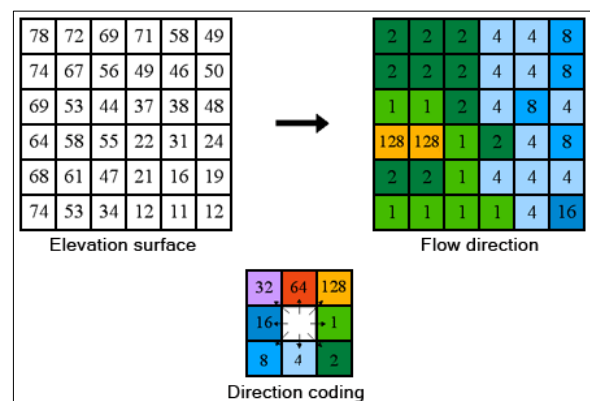 78 72 69 71 58 49
74 67 56 49 46 50
69 53 44 37 38 48
64 58 55 22 31 24
68 61 47 21 16 19
74 53 34 12 11 12
Elevation surface
2 2 2 4 4 8
2 2 2 4 4 8
1 1 2 4 8 4
128 128 1 2 4 8
2 2 1 4 4 4
1 1 1 1 4 16
Flow direction
32 64 128
16 1
8 4 2
Direction coding